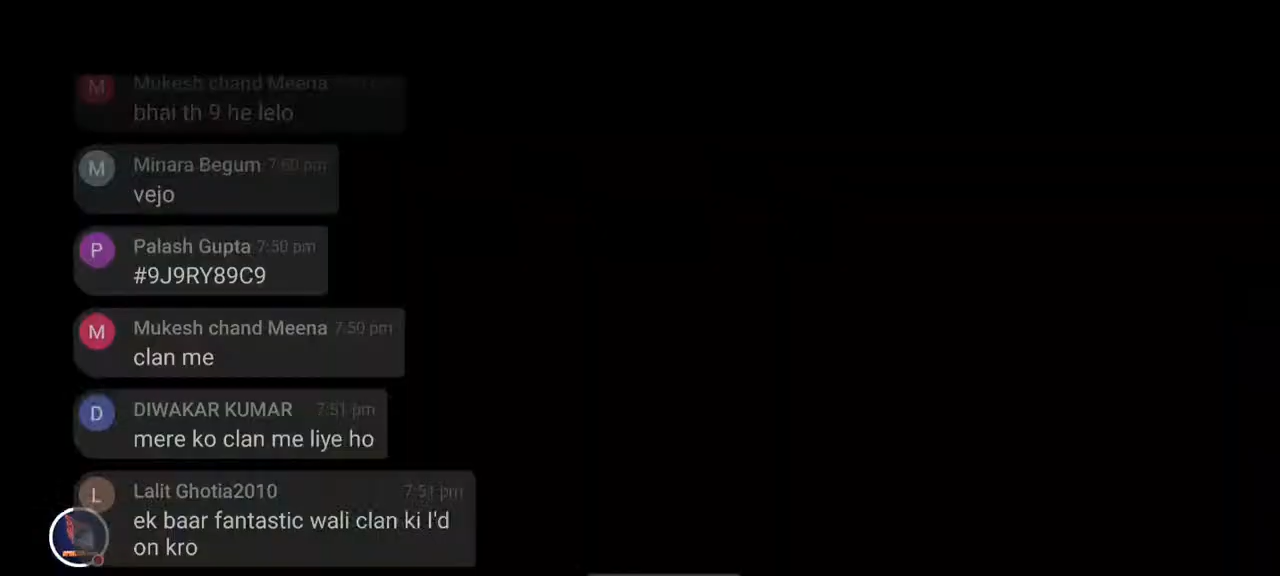 Mukesh chand Meena
bhai th 9 he lelo
Minara Begum 7:50 pm
vejo
Palash Gupta 7:50 pm
#9J9RY89C9
Mukesh chand Meena 7:50 pm
clan me
DIWAKAR KUMAR 7:51 pm
mere ko clan me liye ho
Lalit Ghotia2010 7:51 pm
ek baar fantastic wali clan ki I'd
on kro